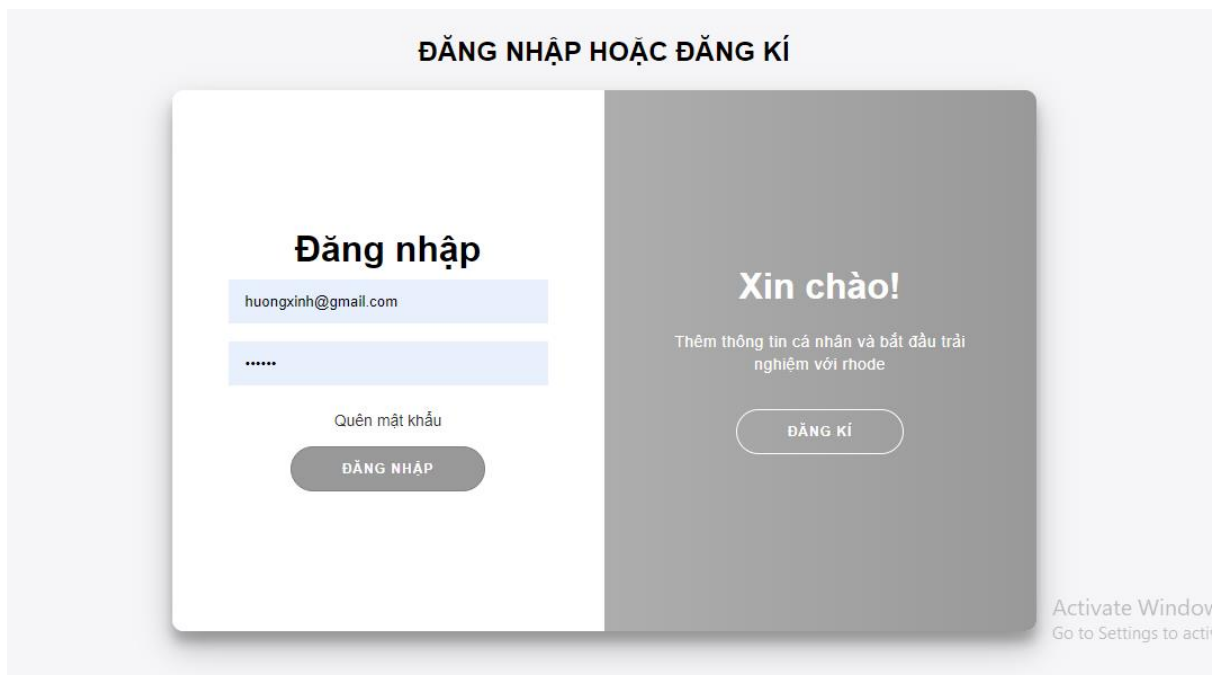 ĐĂNG NHẬP HOẶC ĐĂNG KÍ
Đăng nhập
huongxinh@gmail.com
••••••
Quên mật khẩu
ĐĂNG NHẬP
Xin chào!
Thêm thông tin cá nhân và bắt đầu trải
nghiệm với rhode
ĐĂNG KÍ
Activate Window
Go to Settings to acti